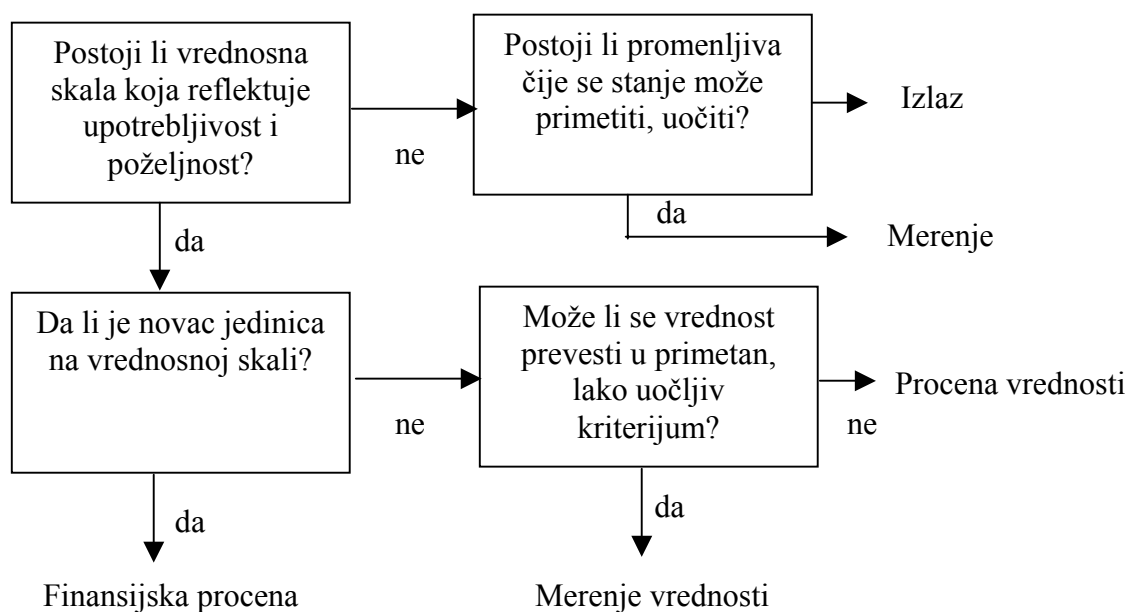 Postoji li vrednosna
skala koja reflektuje
upotrebljivost i
poželjnost?
ne
Postoji li promenljiva
čije se stanje može
primetiti, uočiti?
Izlaz
da
Merenje
da
Da li je novac jedinica
na vrednosnoj skali?
ne
Može li se vrednost
prevesti u primetan,
lako uočljiv
kriterijum?
ne
Procena vrednosti
da
da
Finansijska procena
Merenje vrednosti